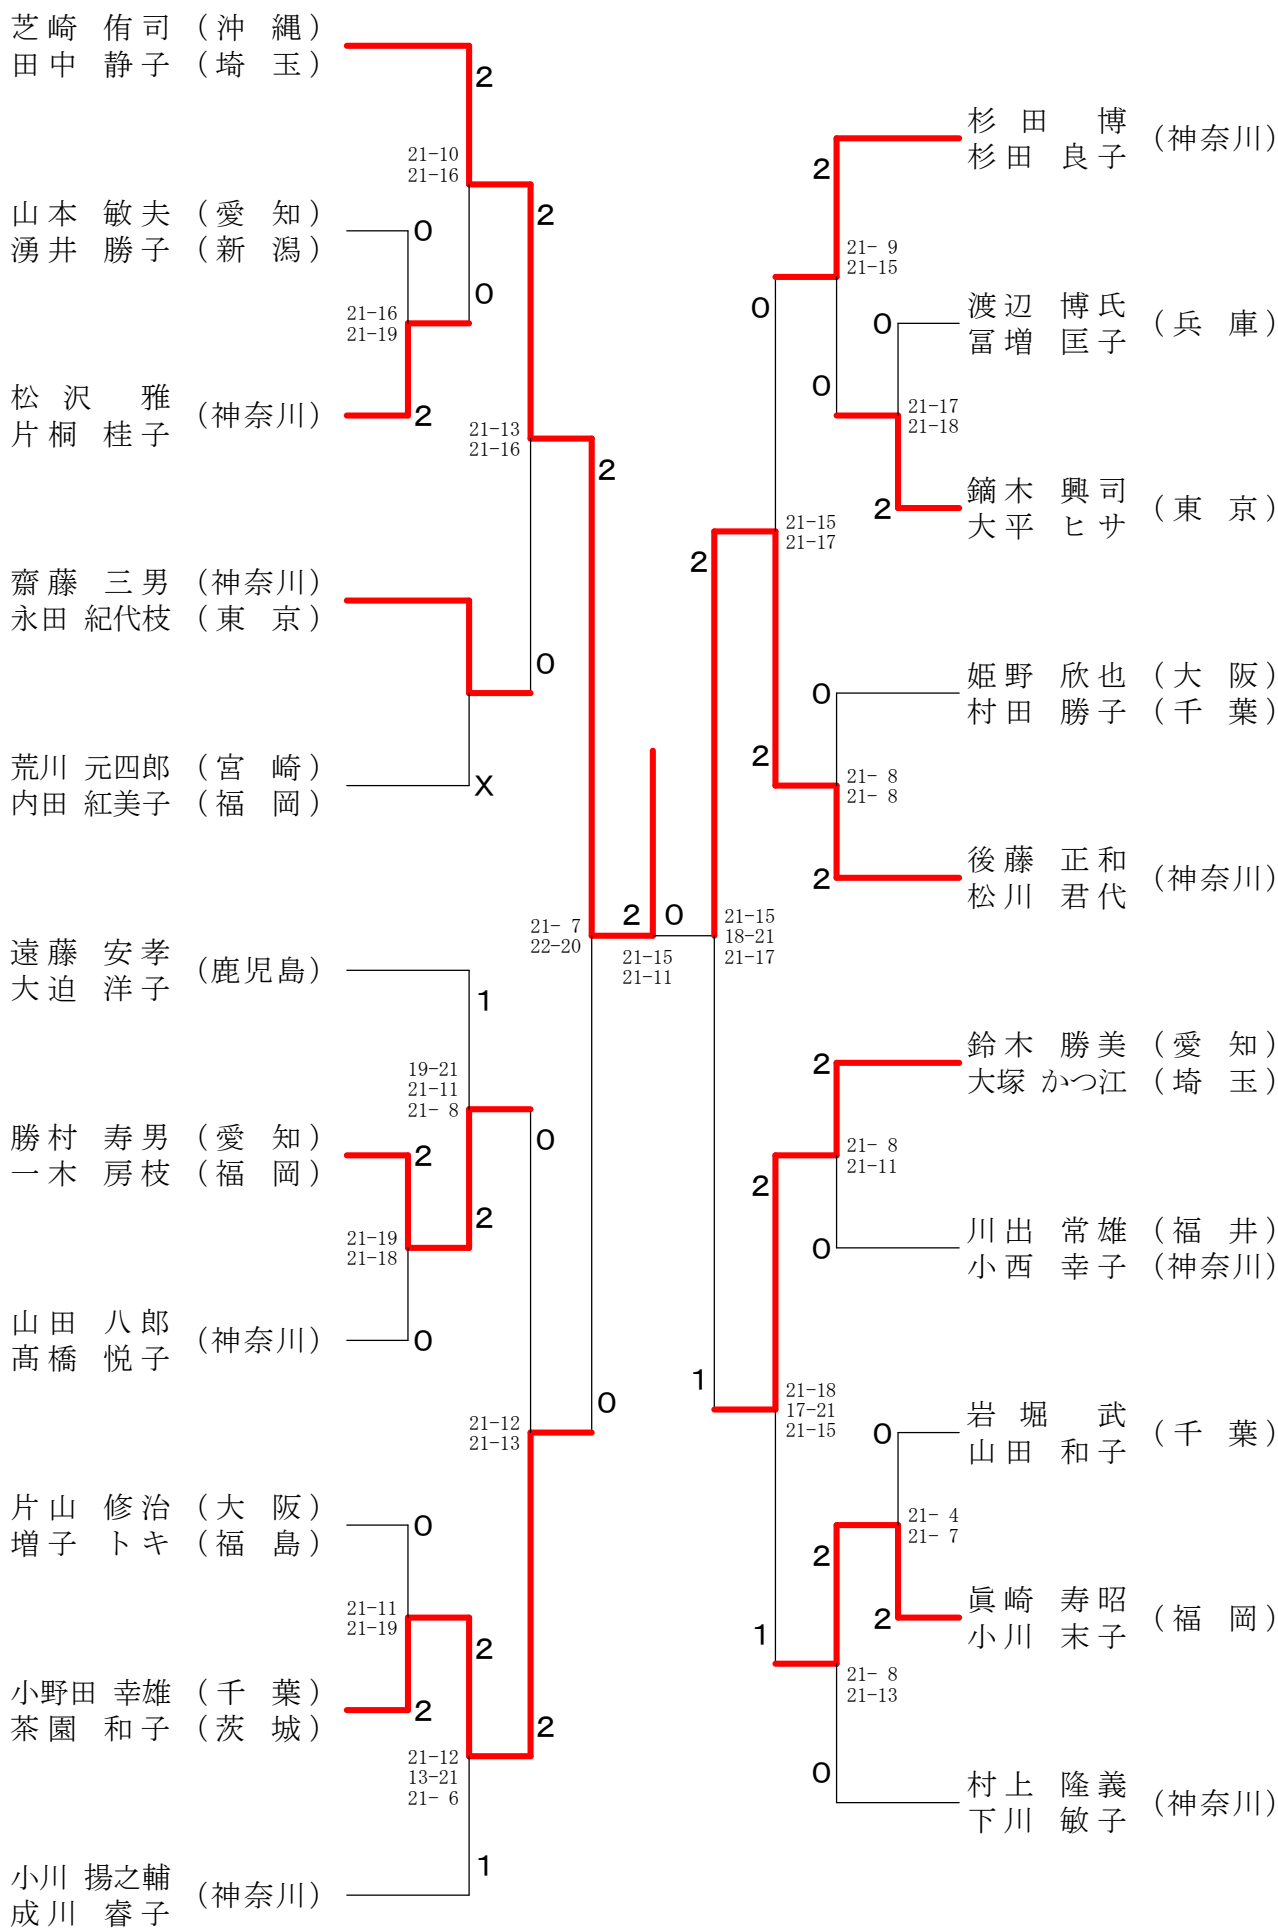 芝崎 侑司 (沖 縄)
田中 静子 (埼 玉)
2
21-10
21-16
山本 敏夫 (愛 知)
湧井 勝子 (新 潟)
0
2
0
21-16
21-19
松沢 雅
片桐 桂子
(神奈川)
2
21-13
21-16
2
齋藤 三男 (神奈川)
永田 紀代枝 (東 京)
0
荒川 元四郎 (宮 崎)
内田 紅美子 (福 岡)
X
21- 7
22-20
2
0
21-15
21-11
遠藤 安孝
大迫 洋子
(鹿児島)
1
19-21
21-11
21- 8
勝村 寿男 (愛 知)
一木 房枝 (福 岡)
2
0
2
21-19
21-18
山田 八郎
髙橋 悦子
(神奈川)
0
0
21-12
21-13
片山 修治 (大 阪)
増子 トキ (福 島)
0
21-11
21-19
2
小野田 幸雄 (千 葉)
茶園 和子 (茨 城)
2
2
21-12
13-21
21- 6
小川 揚之輔
成川 睿子
(神奈川)
1
杉田 博
杉田 良子
(神奈川)
2
21- 9
21-15
0
渡辺 博氏
冨増 匡子
(兵 庫)
0
0
21-17
21-18
鏑木 興司
大平 ヒサ
(東 京)
2
21-15
21-17
2
姫野 欣也 (大 阪)
村田 勝子 (千 葉)
0
2
21- 8
21- 8
後藤 正和
松川 君代
(神奈川)
2
21-15
18-21
21-17
鈴木 勝美 (愛 知)
大塚 かつ江 (埼 玉)
2
21- 8
21-11
2
川出 常雄 (福 井)
小西 幸子 (神奈川)
0
1
21-18
17-21
21-15
岩堀 武
山田 和子
(千 葉)
0
21- 4
21- 7
2
眞崎 寿昭
小川 末子
(福 岡)
2
1
21- 8
21-13
村上 隆義
下川 敏子
(神奈川)
0